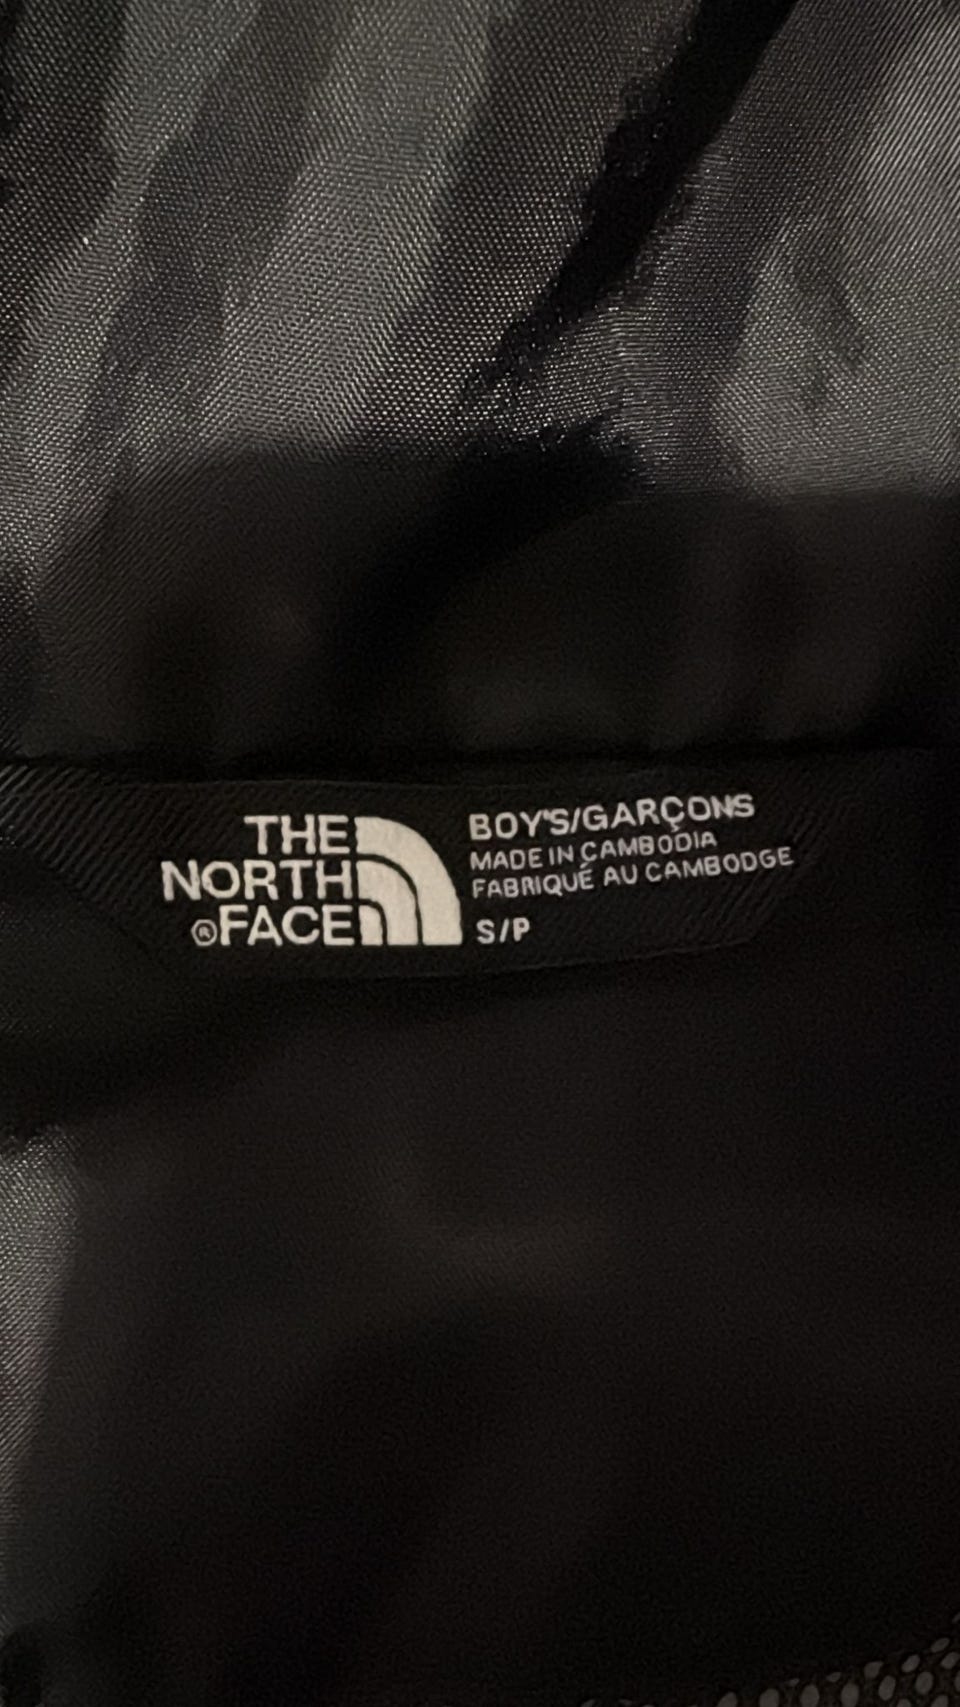 THE
NORTH
®FACE
BOY'S/GARÇONS
MADE IN CAMBODIA
FABRIQUÉ AU CAMBODGE
S/P